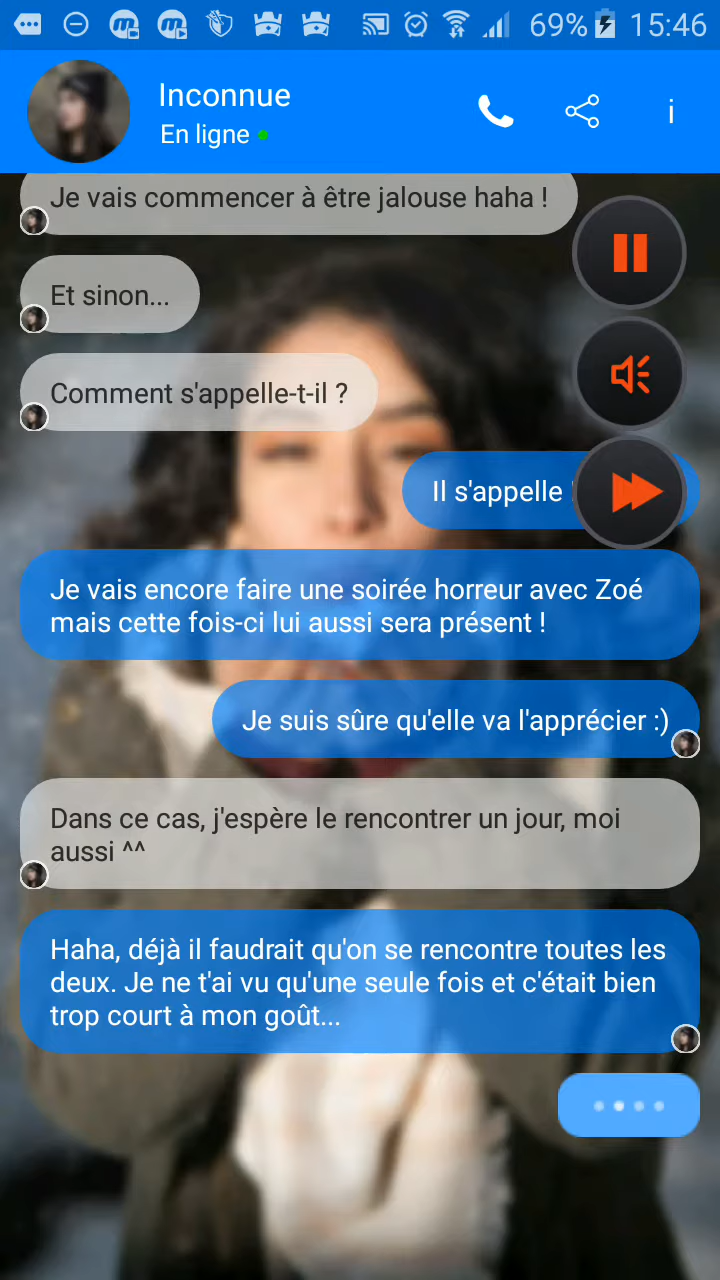 69% 15:46
Inconnue
En ligne
i
Je vais commencer à être jalouse haha !
Et sinon...
Comment s'appelle-t-il ?
Il s'appelle
Je vais encore faire une soirée horreur avec Zoé
mais cette fois-ci lui aussi sera présent !
Je suis sûre qu'elle va l'apprécier :)
Dans ce cas, j'espère le rencontrer un jour, moi
aussi ^^
Haha, déjà il faudrait qu'on se rencontre toutes les
deux. Je ne t'ai vu qu'une seule fois et c'était bien
trop court à mon goût...